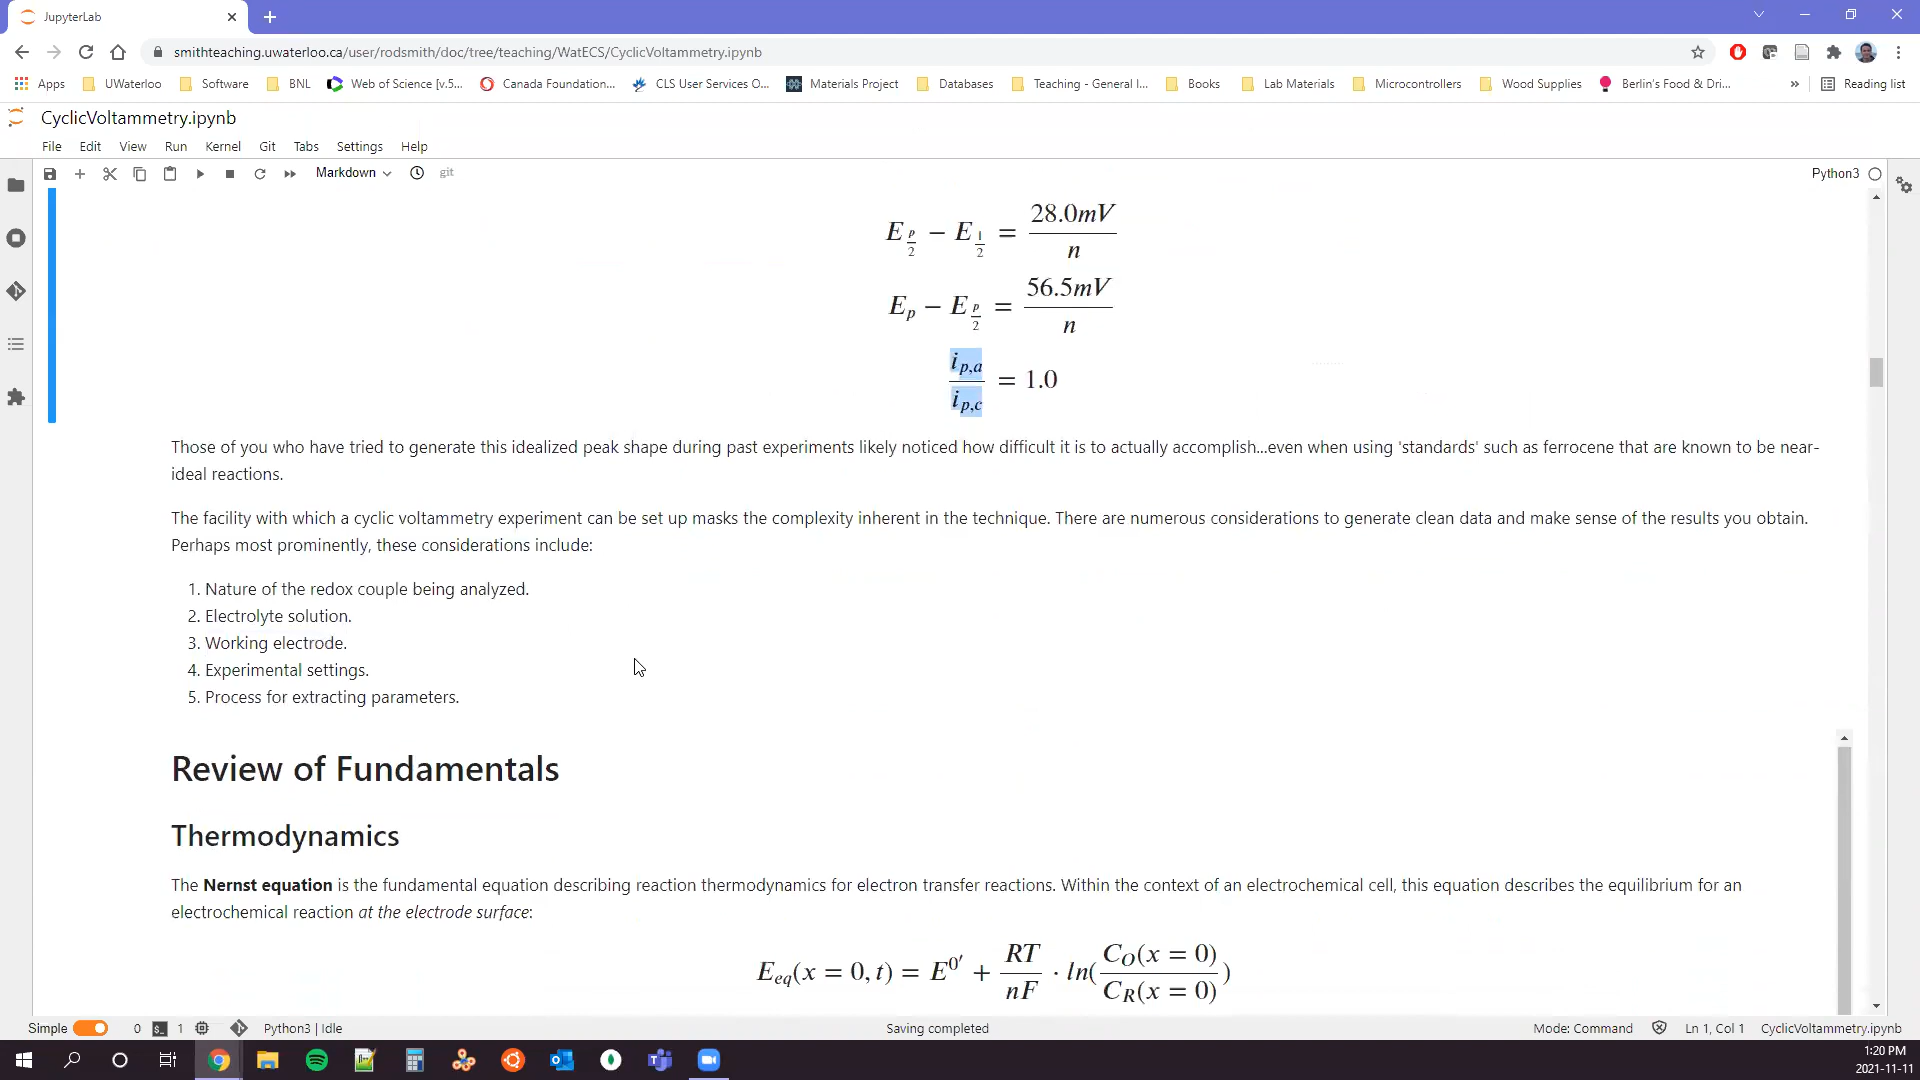 JupyterLab
smithteaching.uwaterloo.ca/user/rodsmith/doc/tree/teaching/WatECS/CyclicVoltammetry.ipynb
Apps UWaterloo Software BNL Web of Science [v.5... Canada Foundation... CLS User Services O... Materials Project Databases Teaching - General I... Books Lab Materials Microcontrollers Wood Supplies Berlin's Food & Dri... » Reading list
CyclicVoltammetry.ipynb
File Edit View Run Kernel Git Tabs Settings Help
Markdown git Python3
E_{p/2} − E_{1/2} = 28.0mV / n
E_p − E_{p/2} = 56.5mV / n
i_{p,a} / i_{p,c} = 1.0
Those of you who have tried to generate this idealized peak shape during past experiments likely noticed how difficult it is to actually accomplish...even when using 'standards' such as ferrocene that are known to be near-
ideal reactions.
The facility with which a cyclic voltammetry experiment can be set up masks the complexity inherent in the technique. There are numerous considerations to generate clean data and make sense of the results you obtain.
Perhaps most prominently, these considerations include:
1. Nature of the redox couple being analyzed.
2. Electrolyte solution.
3. Working electrode.
4. Experimental settings.
5. Process for extracting parameters.
Review of Fundamentals
Thermodynamics
The Nernst equation is the fundamental equation describing reaction thermodynamics for electron transfer reactions. Within the context of an electrochemical cell, this equation describes the equilibrium for an
electrochemical reaction at the electrode surface:
E_{eq}(x = 0, t) = E^{0′} + RT / nF · ln(C_O(x = 0) / C_R(x = 0))
Simple 0 1 Python3 | Idle Saving completed Mode: Command Ln 1, Col 1 CyclicVoltammetry.ipynb
1:20 PM
2021-11-11